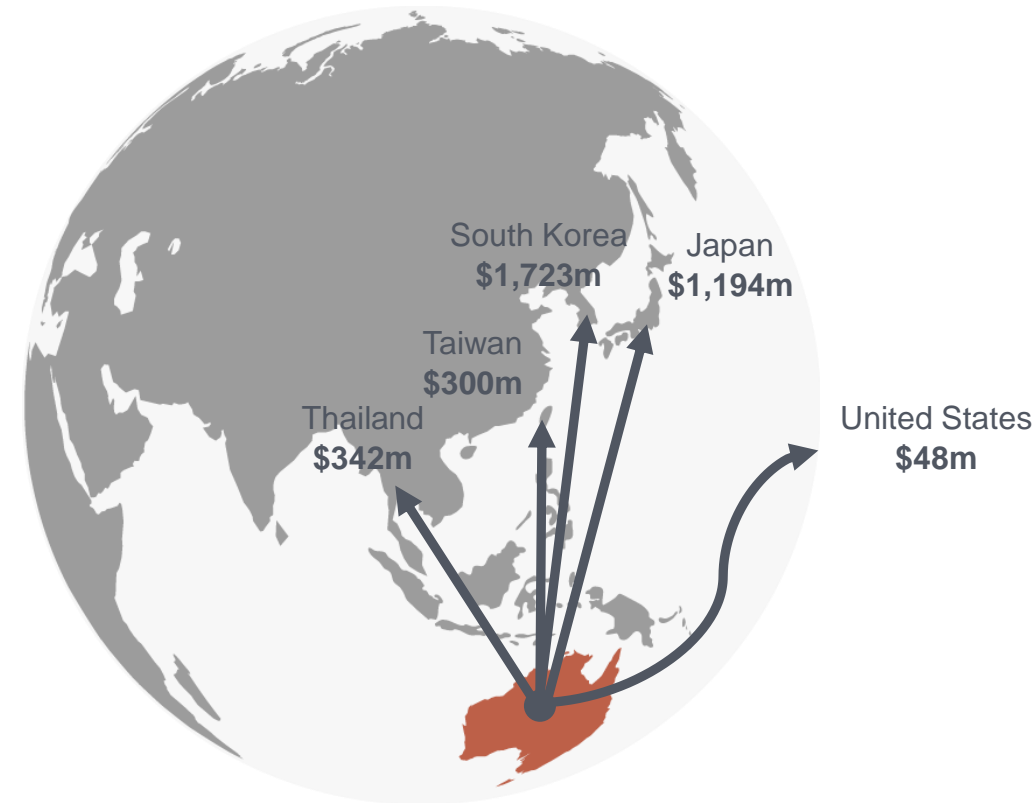 South Korea
$1,723m
Japan
$1,194m
Taiwan
$300m
Thailand
$342m
United States
$48m